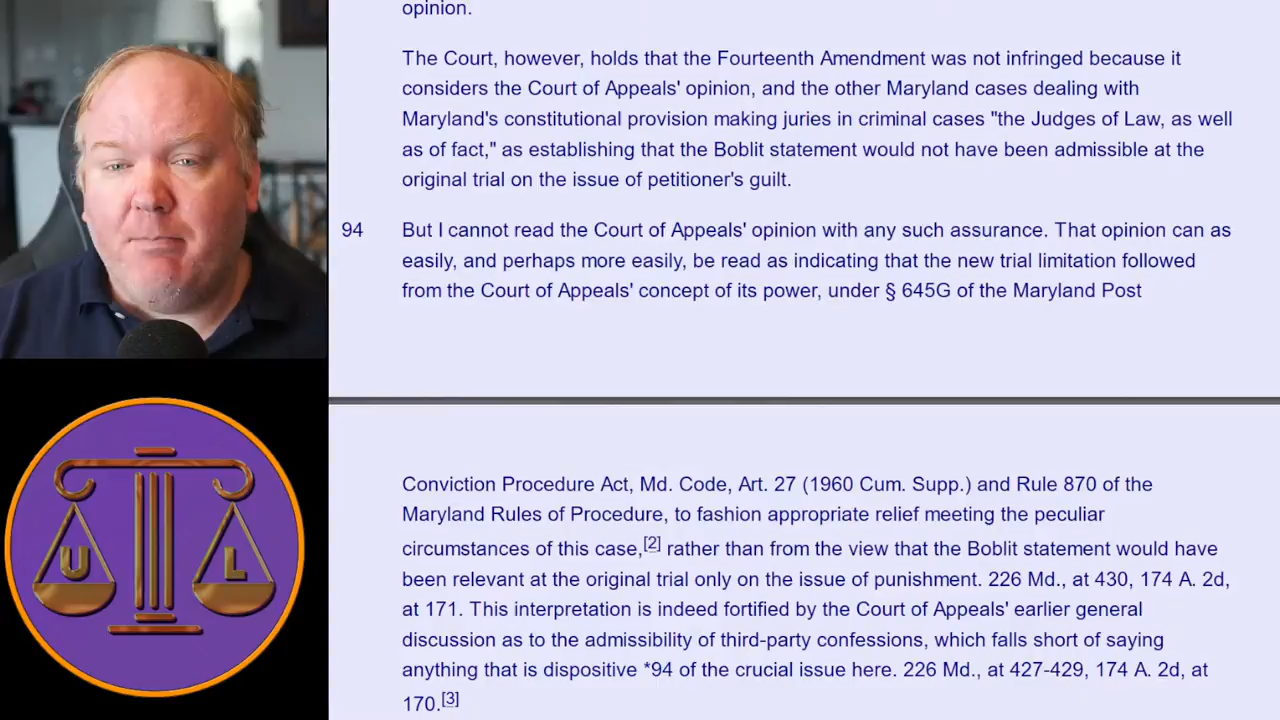 opinion.
The Court, however, holds that the Fourteenth Amendment was not infringed because it
considers the Court of Appeals' opinion, and the other Maryland cases dealing with
Maryland's constitutional provision making juries in criminal cases "the Judges of Law, as well
as of fact," as establishing that the Boblit statement would not have been admissible at the
original trial on the issue of petitioner's guilt.
94 But I cannot read the Court of Appeals' opinion with any such assurance. That opinion can as
easily, and perhaps more easily, be read as indicating that the new trial limitation followed
from the Court of Appeals' concept of its power, under § 645G of the Maryland Post
Conviction Procedure Act, Md. Code, Art. 27 (1960 Cum. Supp.) and Rule 870 of the
Maryland Rules of Procedure, to fashion appropriate relief meeting the peculiar
circumstances of this case,[2] rather than from the view that the Boblit statement would have
been relevant at the original trial only on the issue of punishment. 226 Md., at 430, 174 A. 2d,
at 171. This interpretation is indeed fortified by the Court of Appeals' earlier general
discussion as to the admissibility of third-party confessions, which falls short of saying
anything that is dispositive *94 of the crucial issue here. 226 Md., at 427-429, 174 A. 2d, at
170.[3]
U L